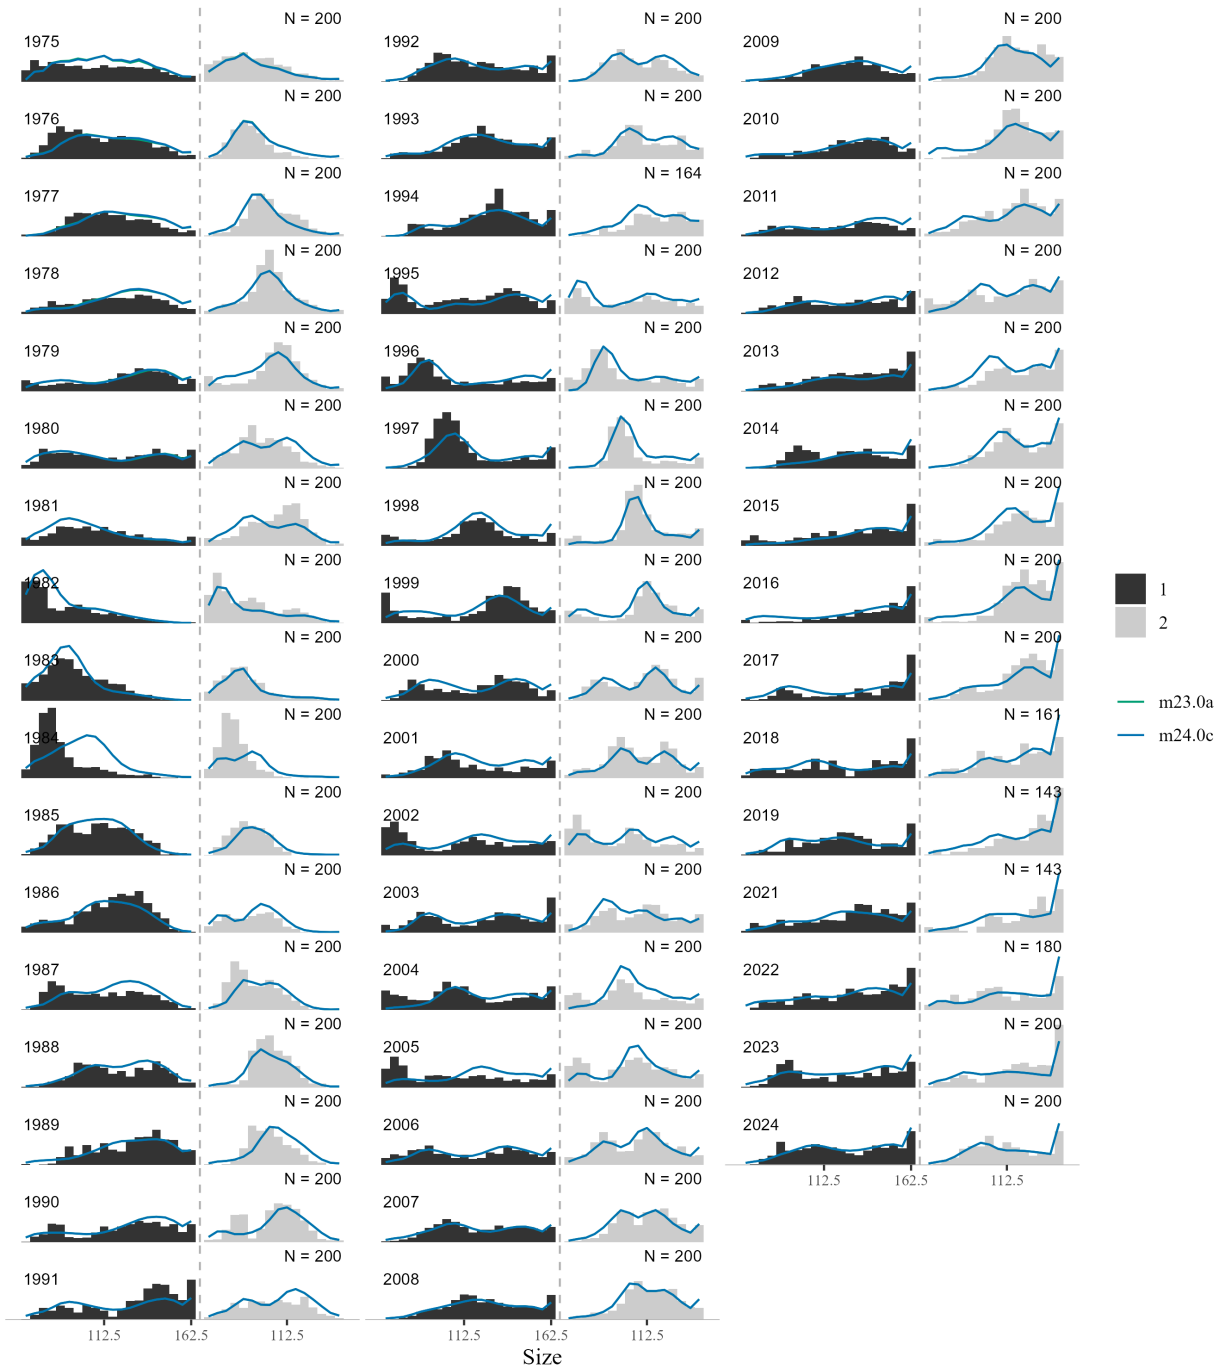 N = 200
1975
N = 200
1976
N = 200
1977
N = 200
1978
N = 200
1979
N = 200
1980
N = 200
1981
N = 200
1982
N = 200
1983
N = 200
1984
N = 200
1985
N = 200
1986
N = 200
1987
N = 200
1988
N = 200
1989
N = 200
1990
N = 200
1991
112.5 162.5 112.5
N = 200
1992
N = 200
1993
N = 164
1994
N = 200
1995
N = 200
1996
N = 200
1997
N = 200
1998
N = 200
1999
N = 200
2000
N = 200
2001
N = 200
2002
N = 200
2003
N = 200
2004
N = 200
2005
N = 200
2006
N = 200
2007
N = 200
2008
112.5 162.5 112.5
N = 200
2009
N = 200
2010
N = 200
2011
N = 200
2012
N = 200
2013
N = 200
2014
N = 200
2015
N = 200
2016
N = 200
2017
N = 161
2018
N = 143
2019
N = 143
2021
N = 180
2022
N = 200
2023
N = 200
2024
112.5 162.5 112.5
Size
1
2
m23.0a
m24.0c